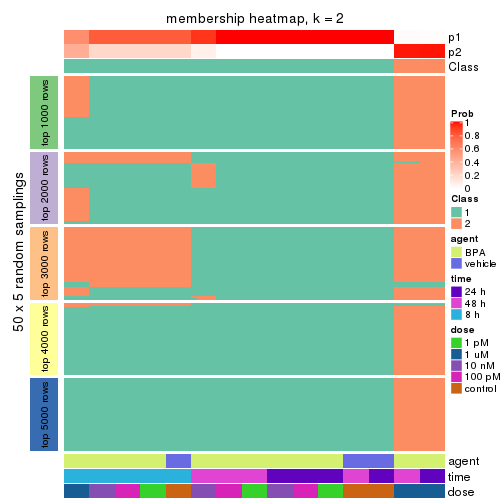 membership heatmap, k = 2
p1
p2
Class
50 x 5 random samplings
top 1000 rows
top 2000 rows
top 3000 rows
top 4000 rows
top 5000 rows
agent
time
dose
Prob
1
0.8
0.6
0.4
0.2
0
Class
1
2
agent
BPA
vehicle
time
24 h
48 h
8 h
dose
1 pM
1 uM
10 nM
100 pM
control